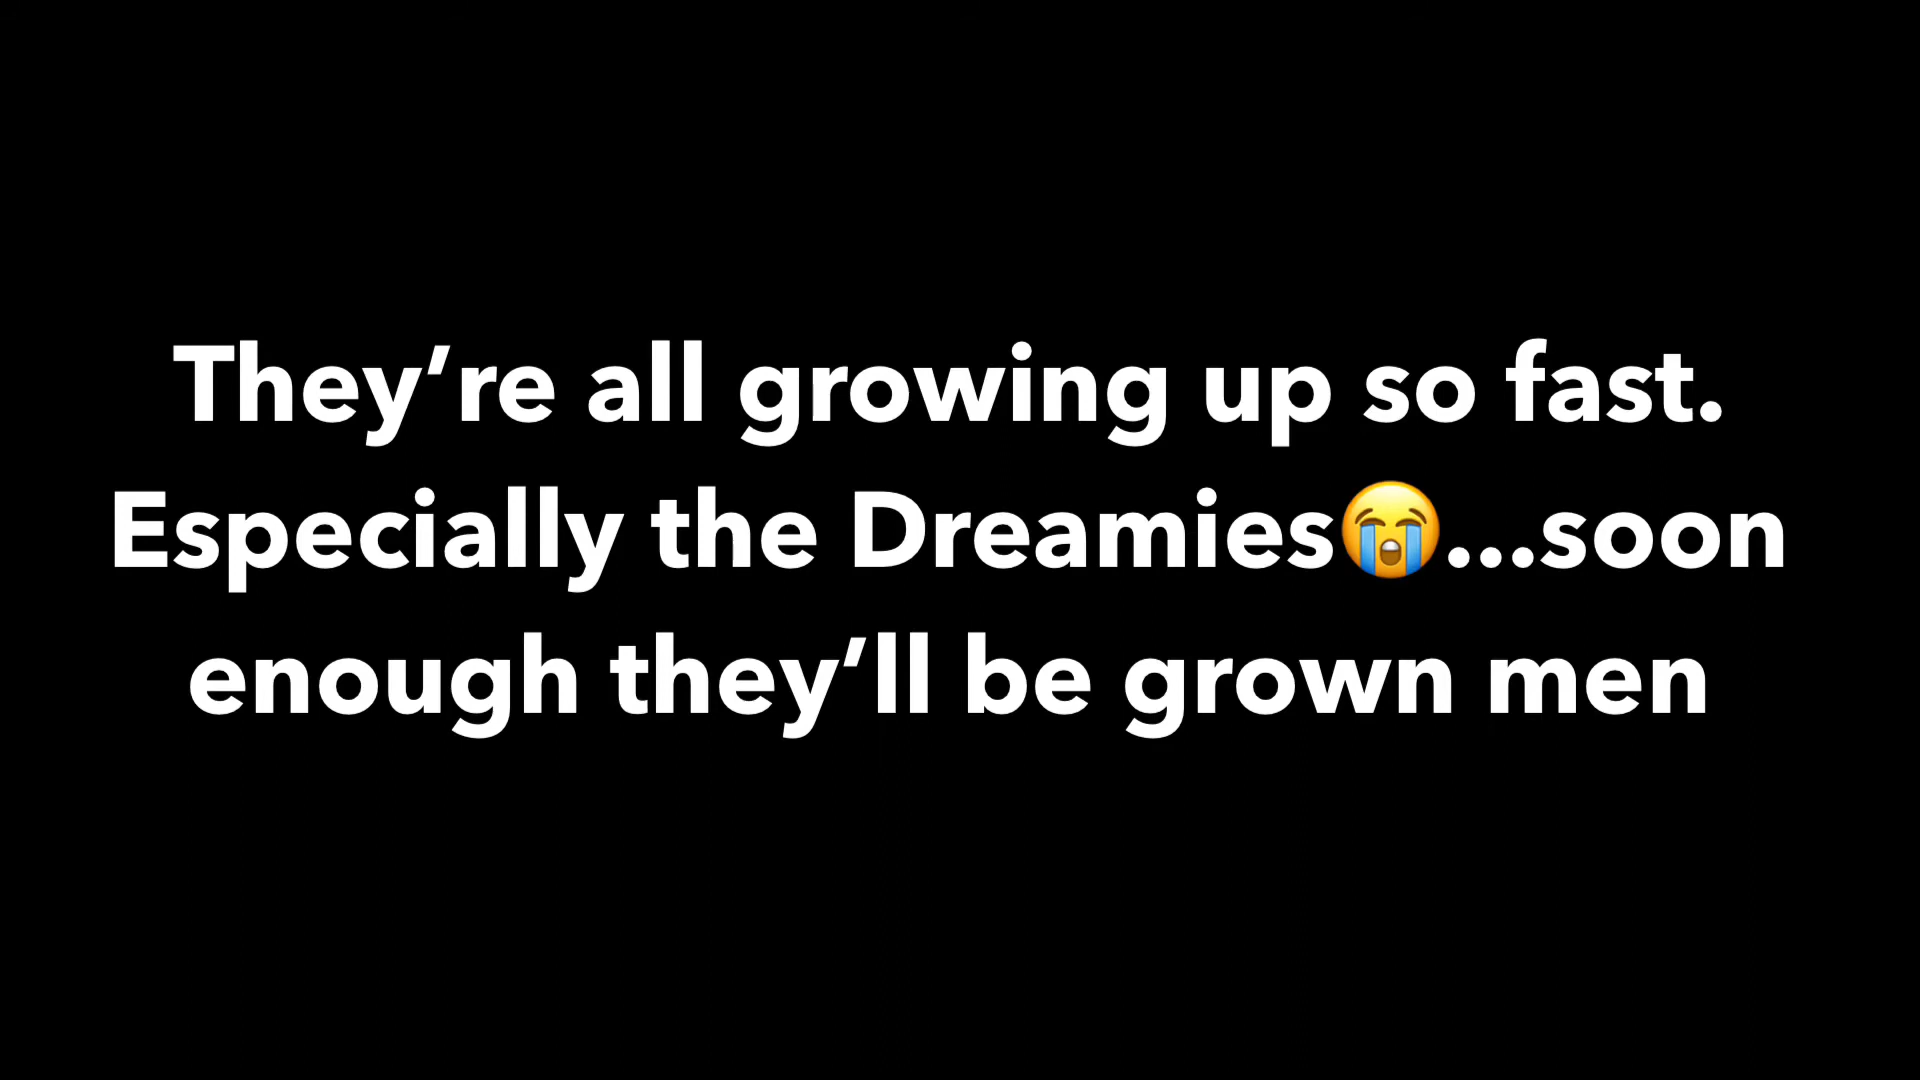 They’re all growing up so fast.
Especially the Dreamies😭...soon
enough they’ll be grown men